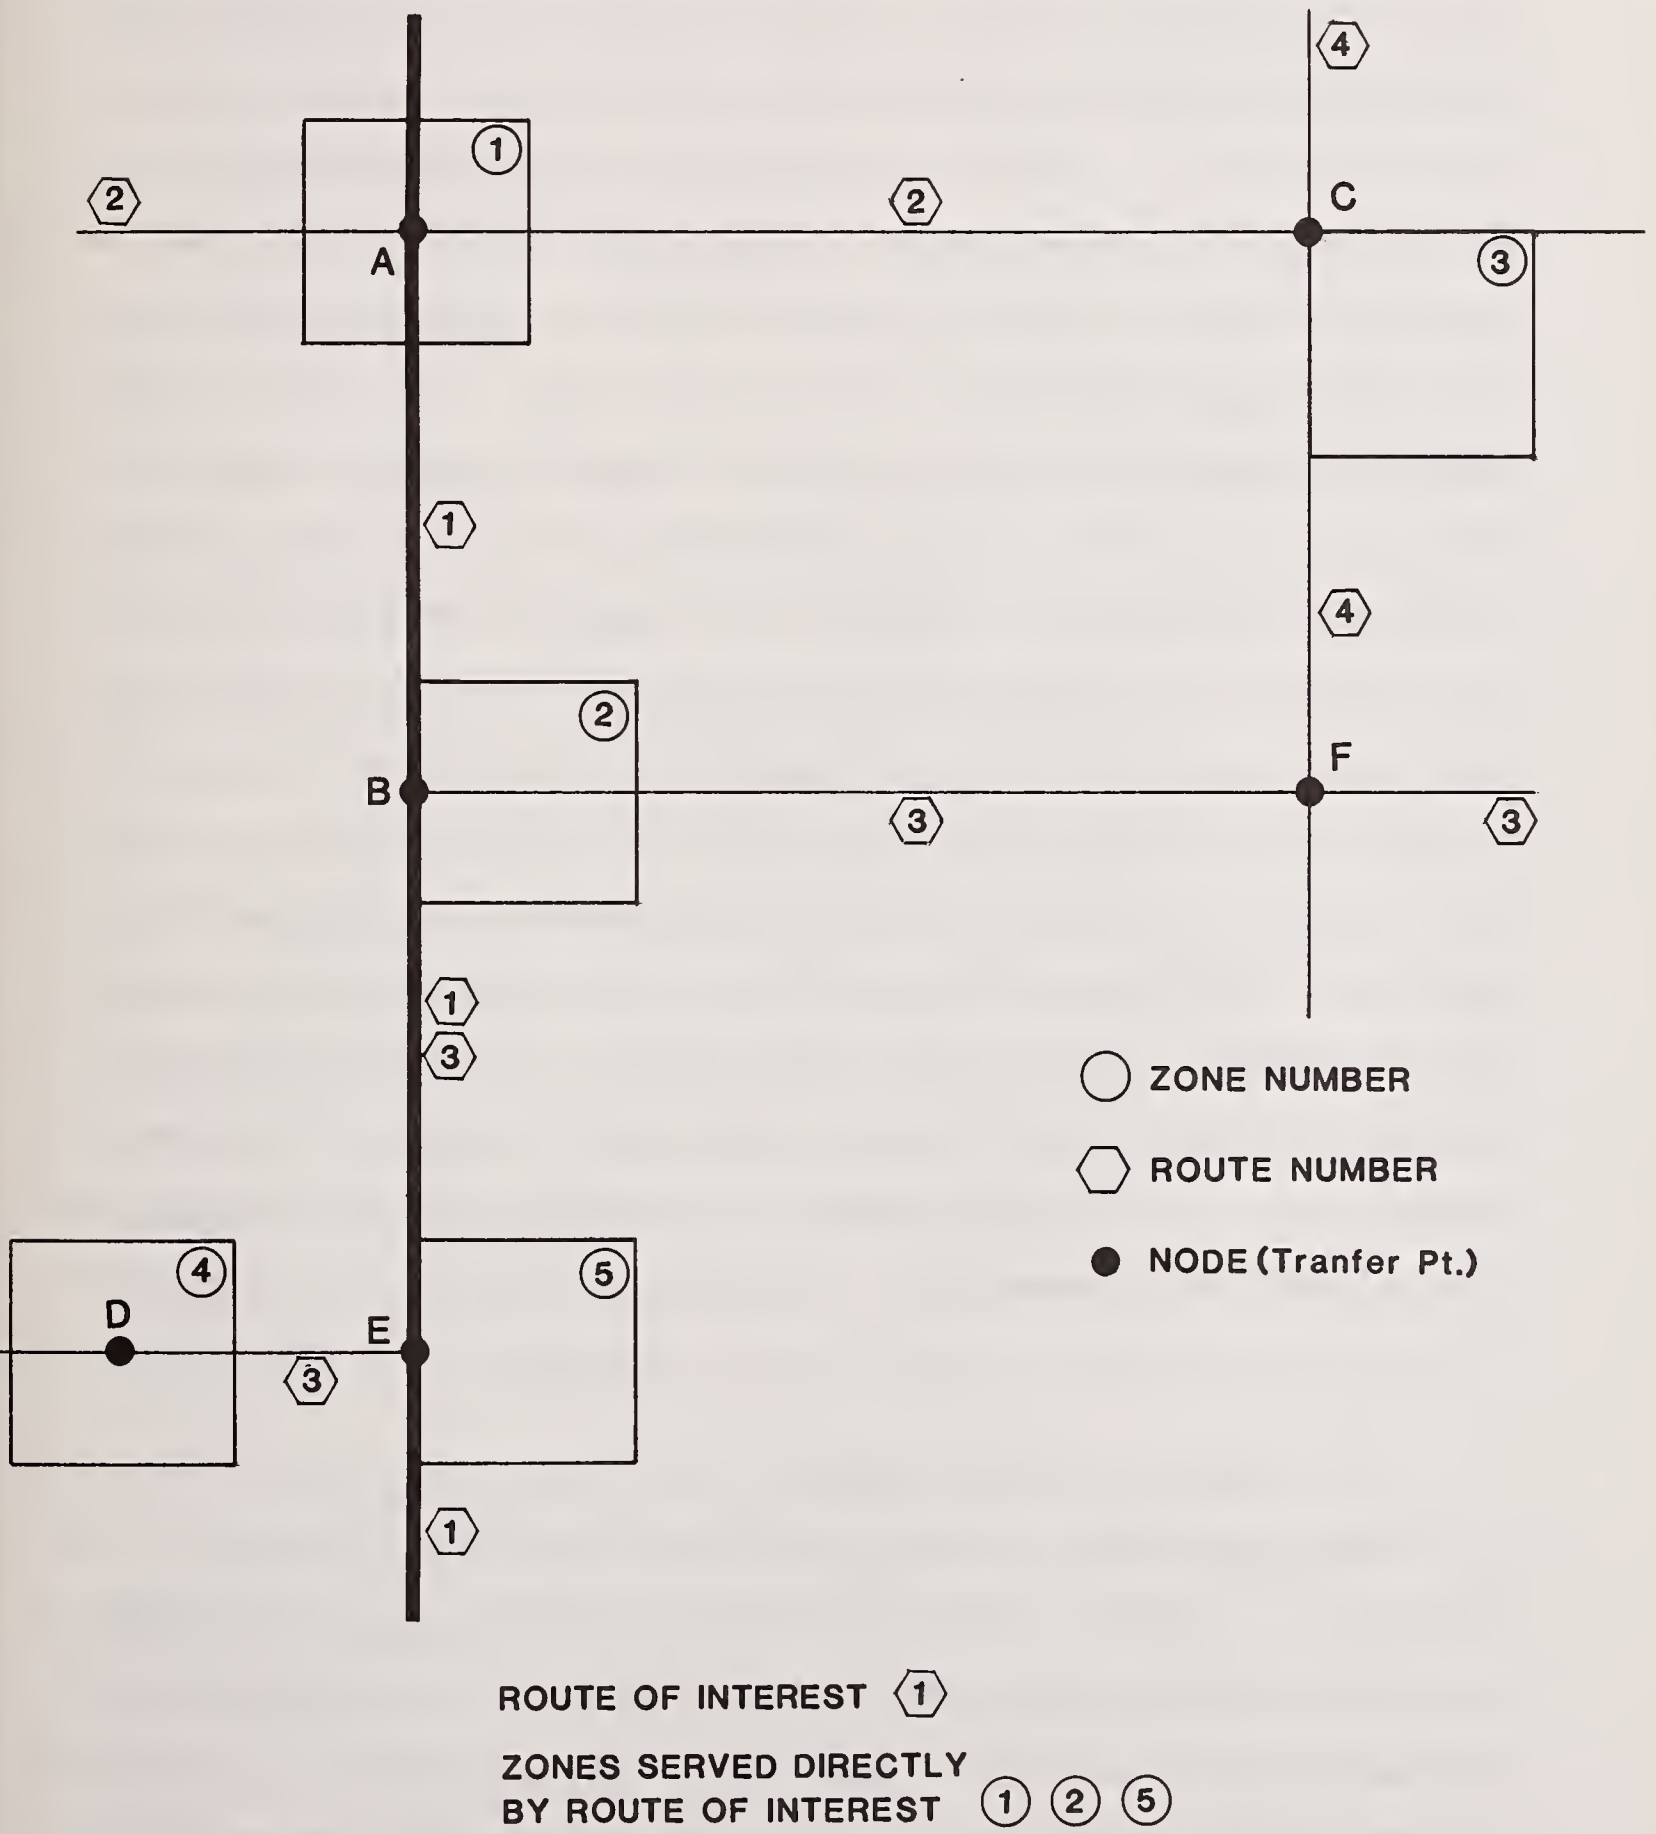 4
1
2
2
C
A
3
1
4
2
F
B
3
3
1
3
ZONE NUMBER
ROUTE NUMBER
NODE (Tranfer Pt.)
4
5
D
E
3
1
ROUTE OF INTEREST 1
ZONES SERVED DIRECTLY
BY ROUTE OF INTEREST 1 2 5